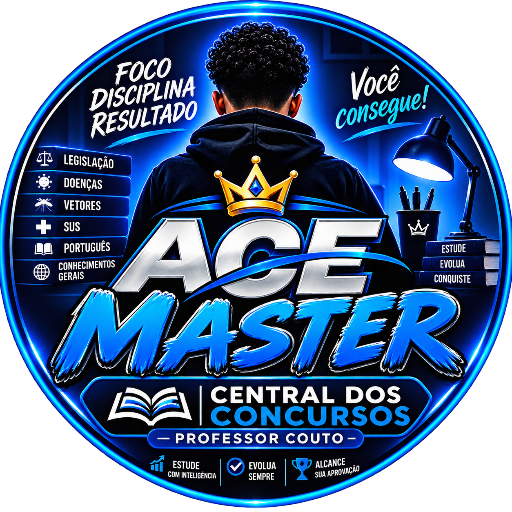 FOCO
DISCIPLINA
RESULTADO
Você
consegue!
LEGISLAÇÃO
DOENÇAS
VETORES
SUS
PORTUGUÊS
CONHECIMENTOS
GERAIS
ESTUDE
EVOLUA
CONQUISTE
ACE
MASTER
CENTRAL DOS
CONCURSOS
– PROFESSOR COUTO –
ESTUDE
COM INTELIGÊNCIA
EVOLUA
SEMPRE
ALCANCE
SUA APROVAÇÃO